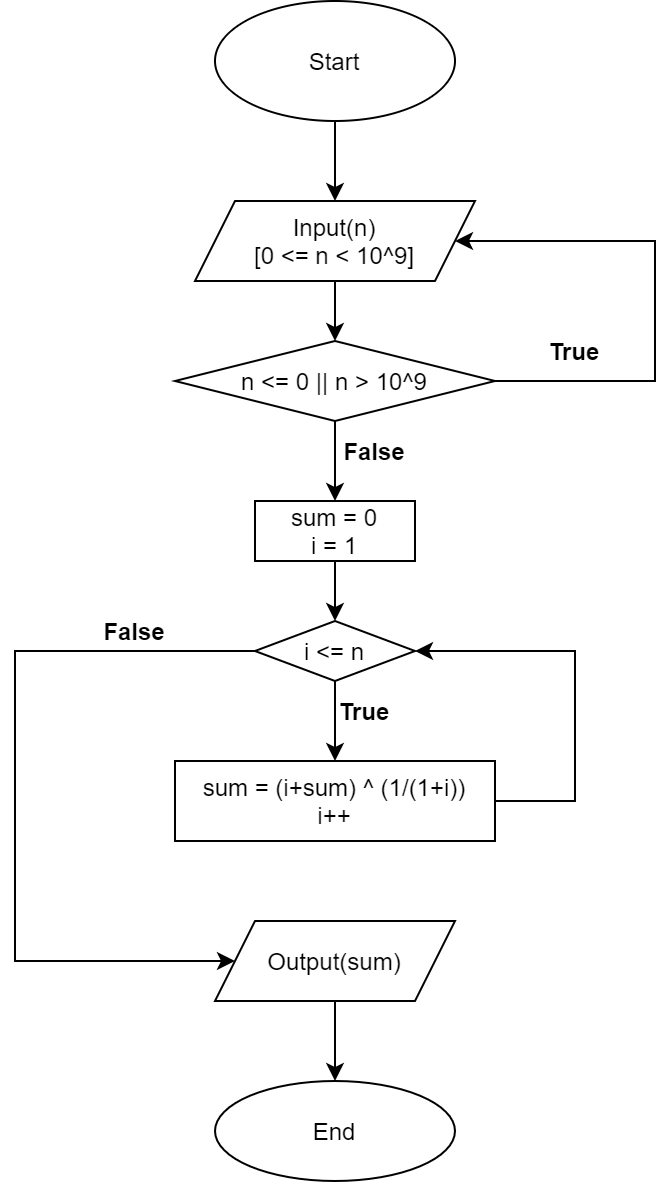 Start
Input(n)
[0 <= n < 10^9]
True
n <= 0 || n > 10^9
False
sum = 0
i = 1
False
i <= n
True
sum = (i+sum) ^ (1/(1+i))
i++
Output(sum)
End